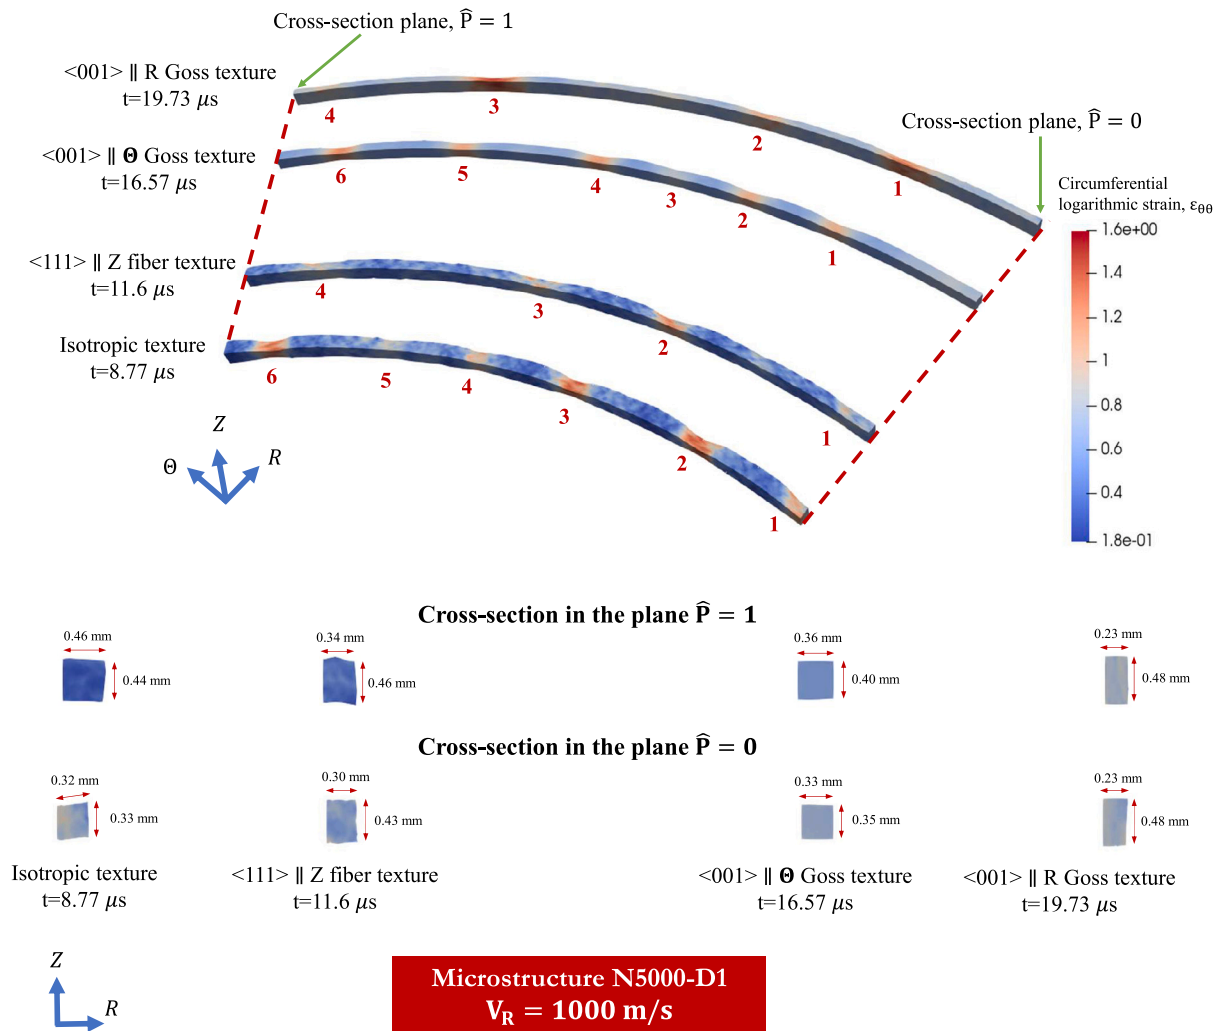 Cross-section plane, P̂ = 1
<001> ∥ R Goss texture
t=19.73 μs
4
3
2
1
Cross-section plane, P̂ = 0
<001> ∥ Θ Goss texture
t=16.57 μs
6
5
4
3
2
1
Circumferential
logarithmic strain, εθθ
1.6e+00
1.4
1.2
1
0.8
0.6
0.4
1.8e-01
<111> ∥ Z fiber texture
t=11.6 μs
4
3
2
1
Isotropic texture
t=8.77 μs
6
5
4
3
2
1
Z
Θ
R
Cross-section in the plane P̂ = 1
0.46 mm
0.44 mm
0.34 mm
0.46 mm
0.36 mm
0.40 mm
0.23 mm
0.48 mm
Cross-section in the plane P̂ = 0
0.32 mm
0.33 mm
0.30 mm
0.43 mm
0.33 mm
0.35 mm
0.23 mm
0.48 mm
Isotropic texture
t=8.77 μs
<111> ∥ Z fiber texture
t=11.6 μs
<001> ∥ Θ Goss texture
t=16.57 μs
<001> ∥ R Goss texture
t=19.73 μs
Z
R
Microstructure N5000-D1
V_R = 1000 m/s